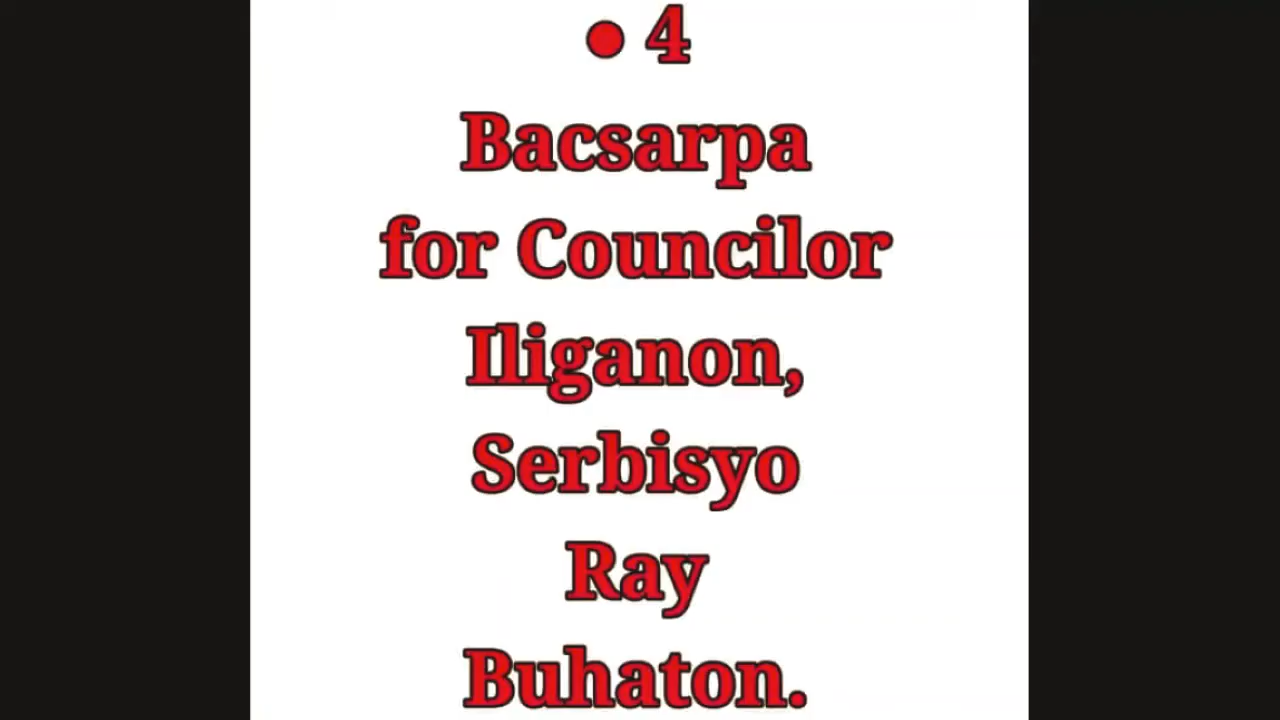 ● 4
Bacsarpa
for Councilor
Iliganon,
Serbisyo
Ray
Buhaton.